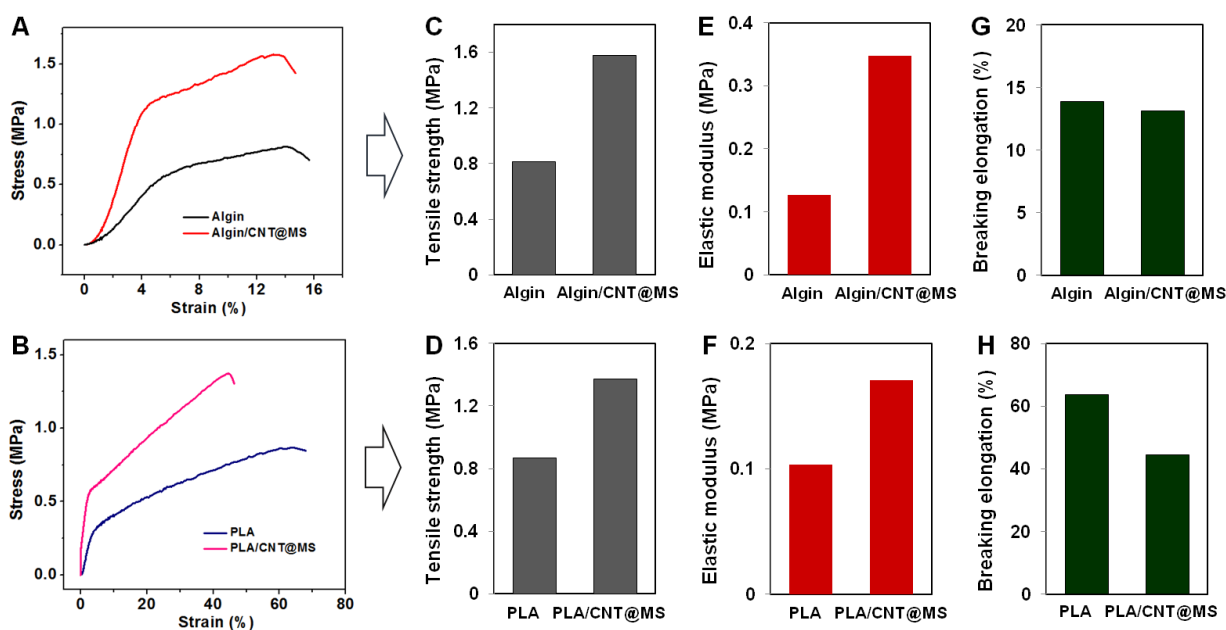 A
1.5
1.0
0.5
0.0
Stress (MPa)
Algin
Algin/CNT@MS
0 4 8 12 16
Strain (%)
C
1.6
1.2
0.8
0.4
0
Tensile strength (MPa)
Algin Algin/CNT@MS
E
0.4
0.3
0.2
0.1
0
Elastic modulus (MPa)
Algin Algin/CNT@MS
G
20
15
10
5
0
Breaking elongation (%)
Algin Algin/CNT@MS
B
1.5
1.0
0.5
0.0
Stress (MPa)
PLA
PLA/CNT@MS
0 20 40 60 80
Strain (%)
D
1.6
1.2
0.8
0.4
0
Tensile strength (MPa)
PLA PLA/CNT@MS
F
0.2
0.1
0
Elastic modulus (MPa)
PLA PLA/CNT@MS
H
80
60
40
20
0
Breaking elongation (%)
PLA PLA/CNT@MS